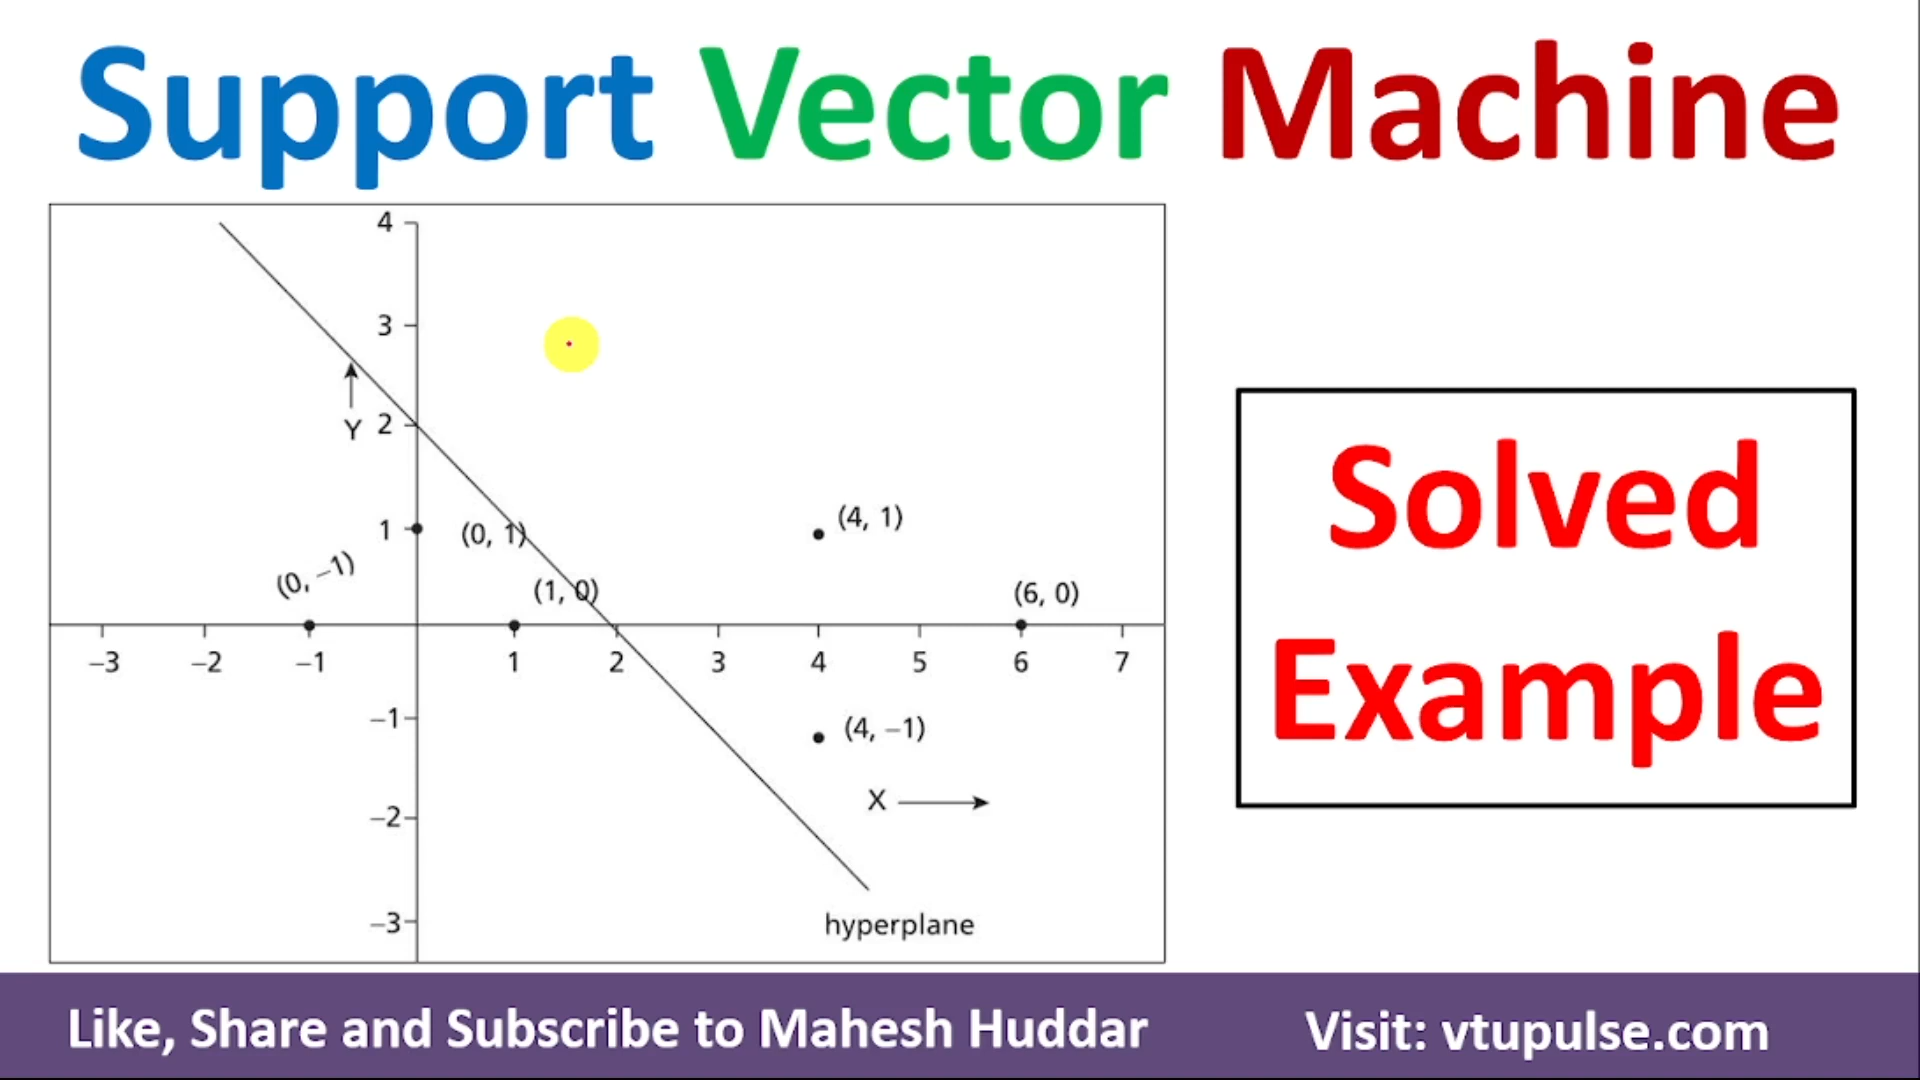 Support Vector Machine
4
3
Y 2
1
(0, 1)
(4, 1)
(0, –1)
(1, 0)
(6, 0)
–3 –2 –1 1 2 3 4 5 6 7
–1
(4, –1)
X
–2
–3
hyperplane
Solved
Example
Like, Share and Subscribe to Mahesh Huddar
Visit: vtupulse.com